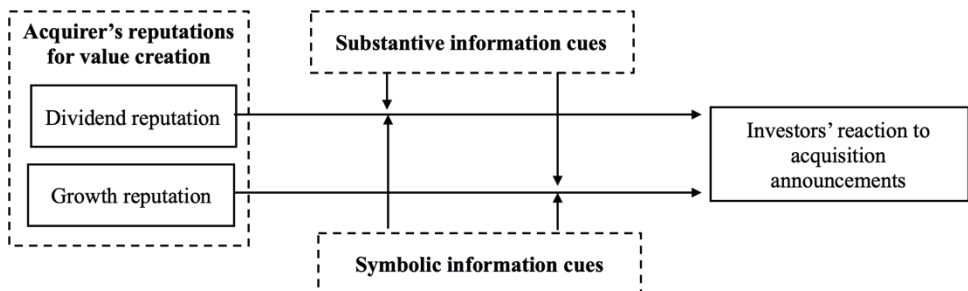 Acquirer's reputations
for value creation
Dividend reputation
Growth reputation
Substantive information cues
Symbolic information cues
Investors' reaction to
acquisition
announcements